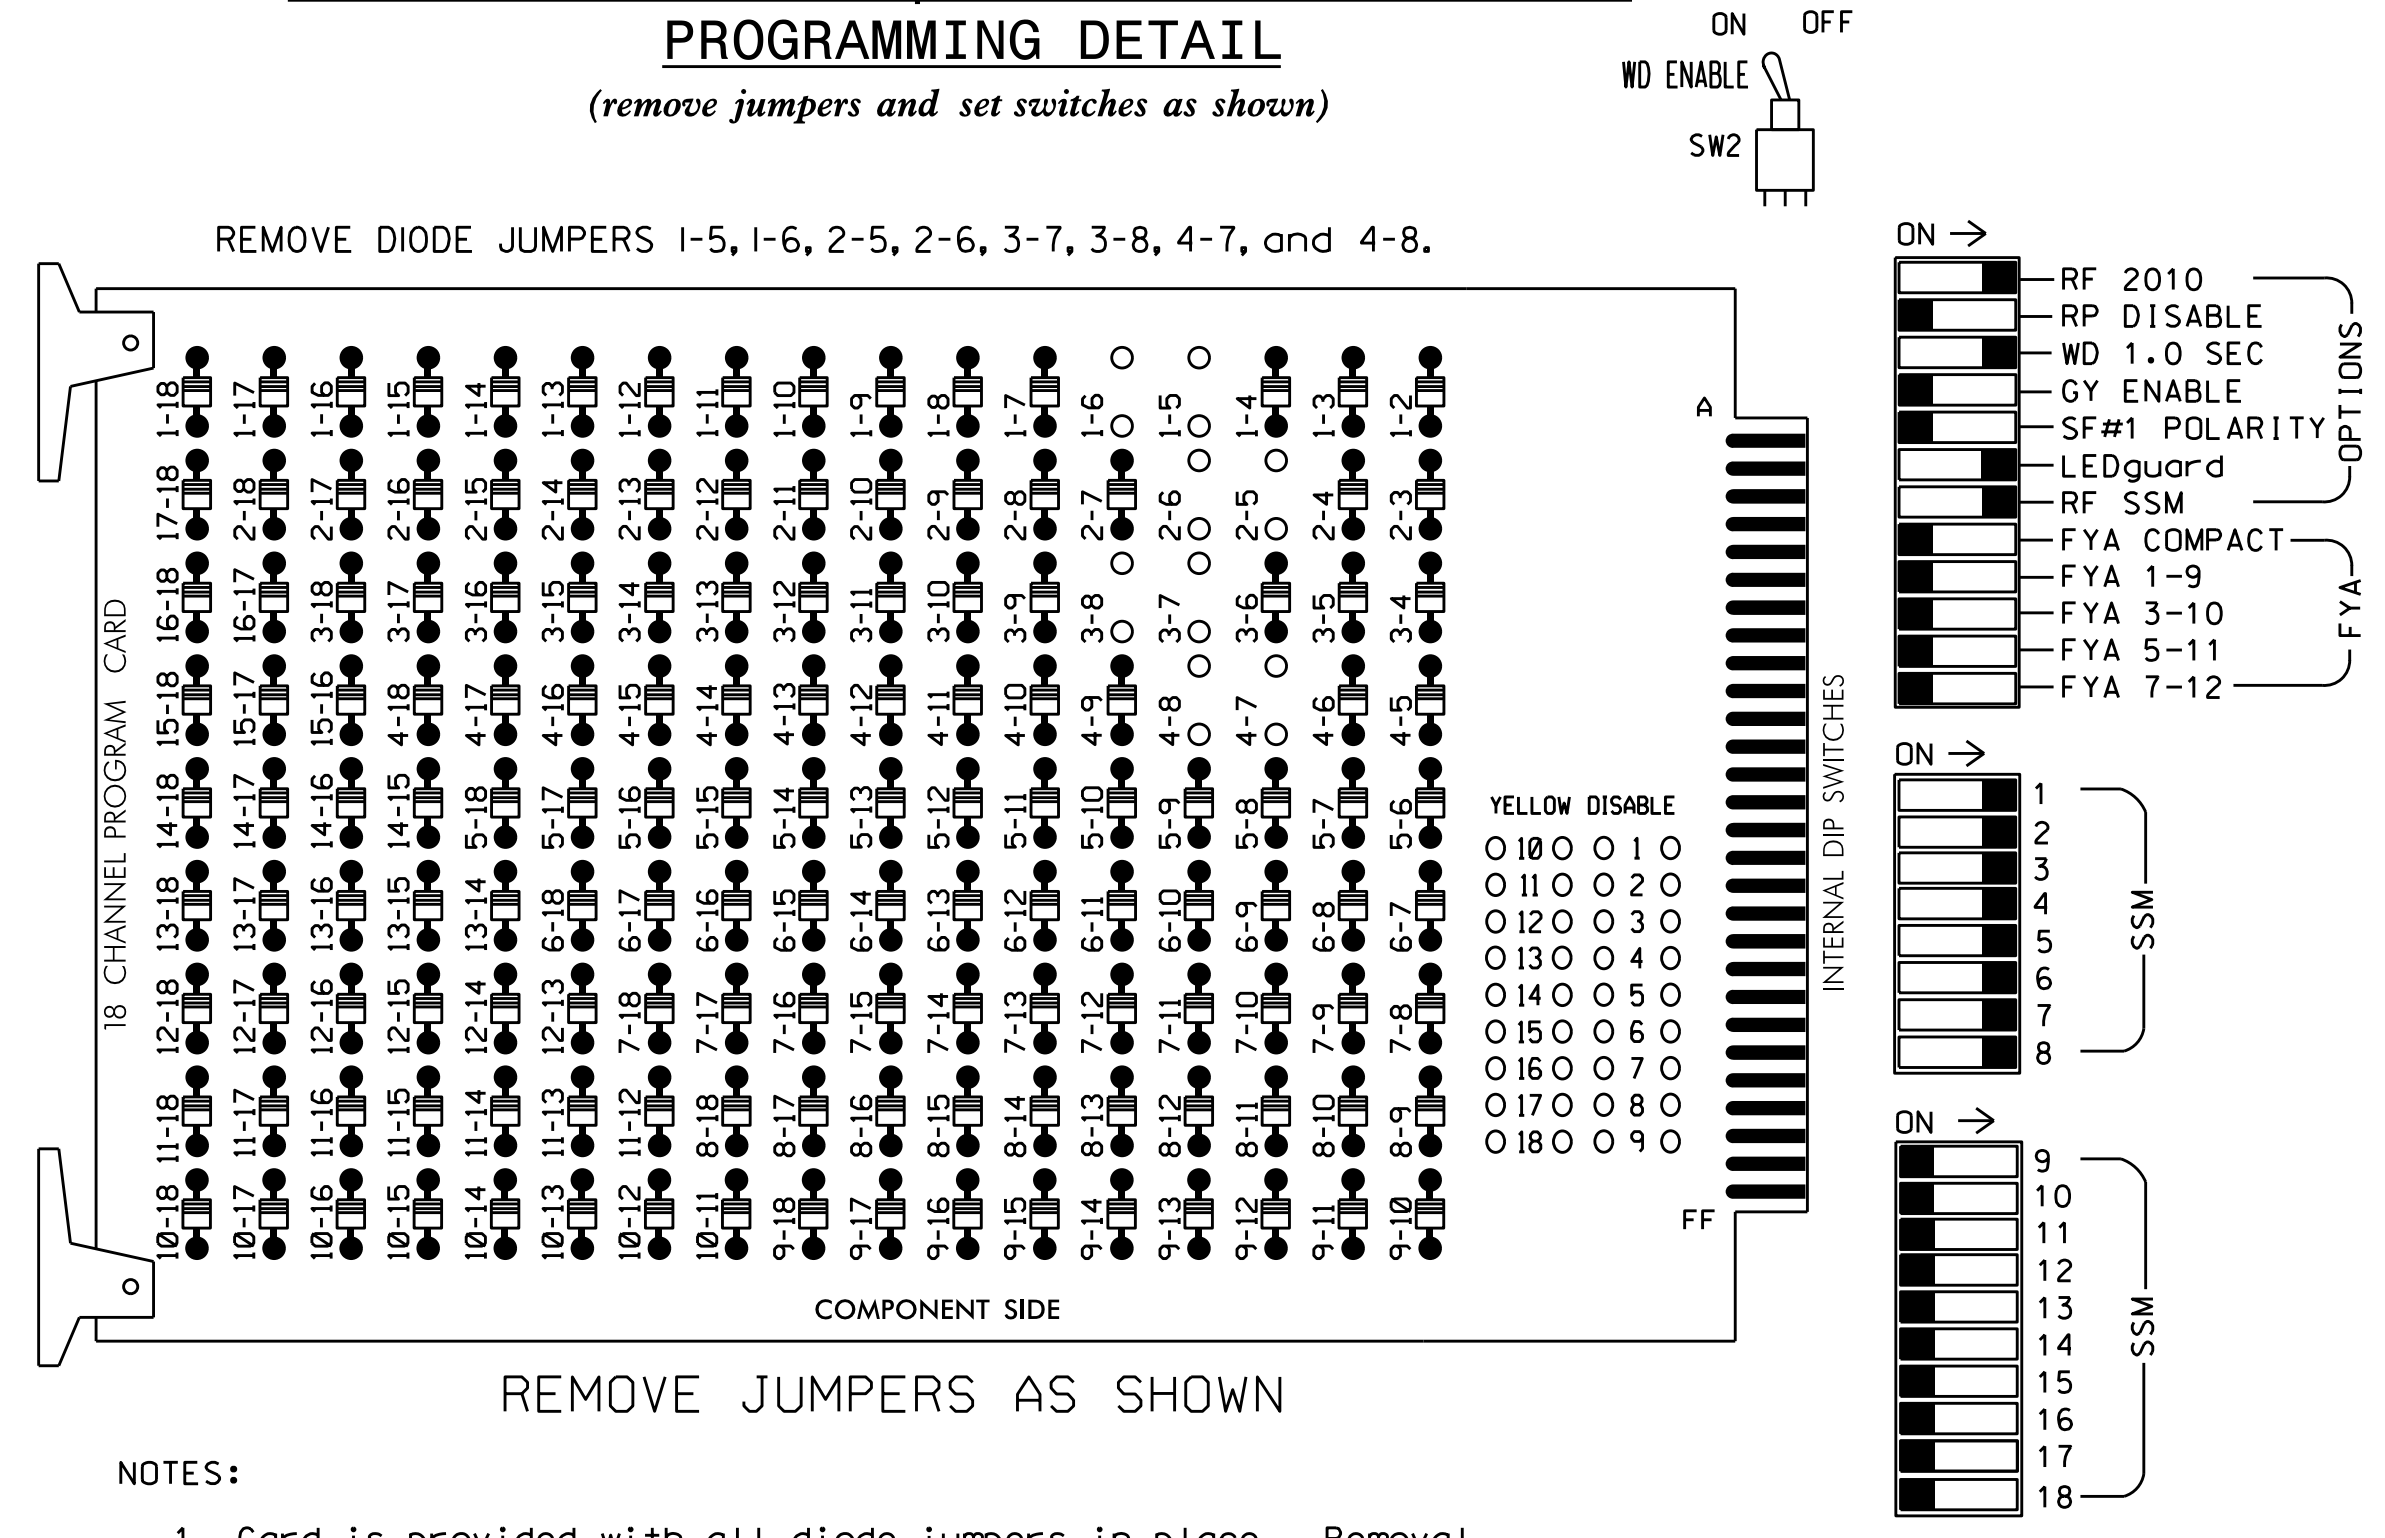 PROGRAMMING DETAIL
(remove jumpers and set switches as shown)
ON OFF
WD ENABLE
SW2
REMOVE DIODE JUMPERS 1-5, 1-6, 2-5, 2-6, 3-7, 3-8, 4-7, and 4-8.
18 CHANNEL PROGRAM CARD
1-18 1-17 1-16 1-15 1-14 1-13 1-12 1-11 1-10 1-9 1-8 1-7 1-6 1-5 1-4 1-3 1-2
17-18 2-18 2-17 2-16 2-15 2-14 2-13 2-12 2-11 2-10 2-9 2-8 2-7 2-6 2-5 2-4 2-3
16-18 16-17 3-18 3-17 3-16 3-15 3-14 3-13 3-12 3-11 3-10 3-9 3-8 3-7 3-6 3-5 3-4
15-18 15-17 15-16 4-18 4-17 4-16 4-15 4-14 4-13 4-12 4-11 4-10 4-9 4-8 4-7 4-6 4-5
14-18 14-17 14-16 14-15 5-18 5-17 5-16 5-15 5-14 5-13 5-12 5-11 5-10 5-9 5-8 5-7 5-6
13-18 13-17 13-16 13-15 13-14 6-18 6-17 6-16 6-15 6-14 6-13 6-12 6-11 6-10 6-9 6-8 6-7
12-18 12-17 12-16 12-15 12-14 12-13 7-18 7-17 7-16 7-15 7-14 7-13 7-12 7-11 7-10 7-9 7-8
11-18 11-17 11-16 11-15 11-14 11-13 11-12 8-18 8-17 8-16 8-15 8-14 8-13 8-12 8-11 8-10 8-9
10-18 10-17 10-16 10-15 10-14 10-13 10-12 10-11 9-18 9-17 9-16 9-15 9-14 9-13 9-12 9-11 9-10
A
YELLOW DISABLE
10 1
11 2
12 3
13 4
14 5
15 6
16 7
17 8
18 9
FF
COMPONENT SIDE
INTERNAL DIP SWITCHES
ON
RF 2010
RP DISABLE
WD 1.0 SEC
GY ENABLE
SF#1 POLARITY
LEDguard
RF SSM
OPTIONS
FYA COMPACT
FYA 1-9
FYA 3-10
FYA 5-11
FYA 7-12
FYA
ON
1
2
3
4
5
6
7
8
SSM
ON
9
10
11
12
13
14
15
16
17
18
SSM
REMOVE JUMPERS AS SHOWN
NOTES:
1. Card is provided with all diode jumpers in place. Removal